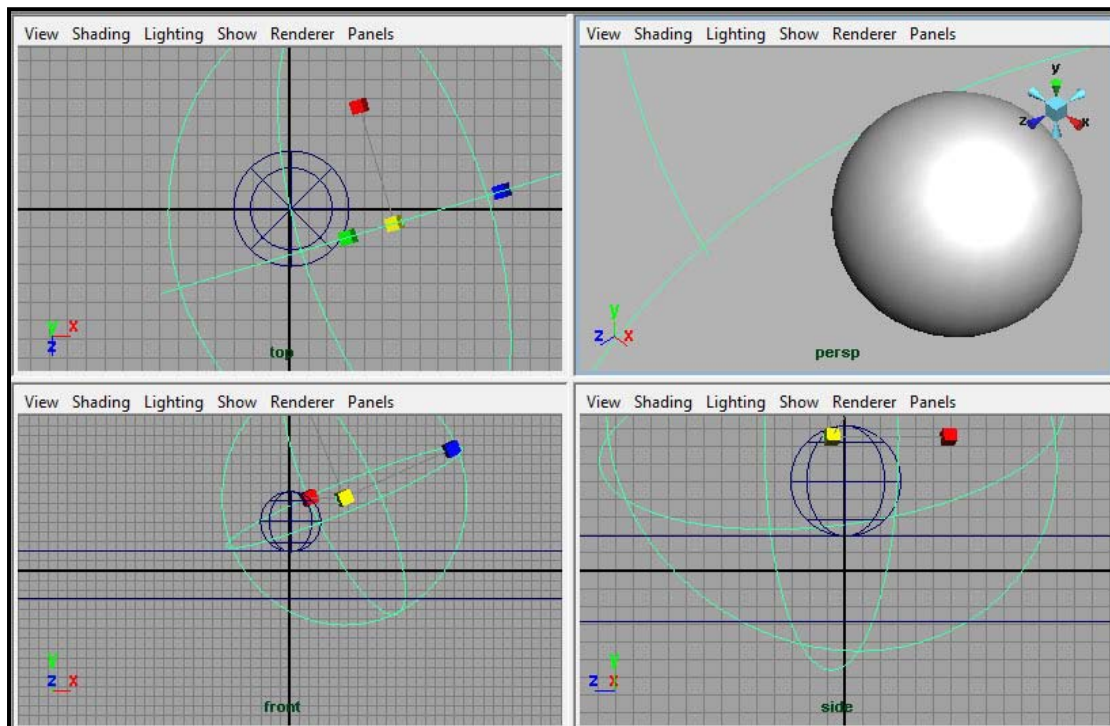 View Shading Lighting Show Renderer Panels
y x
z
top
View Shading Lighting Show Renderer Panels
y
z x
y
z x
persp
View Shading Lighting Show Renderer Panels
y
z x
front
View Shading Lighting Show Renderer Panels
y
z x
side